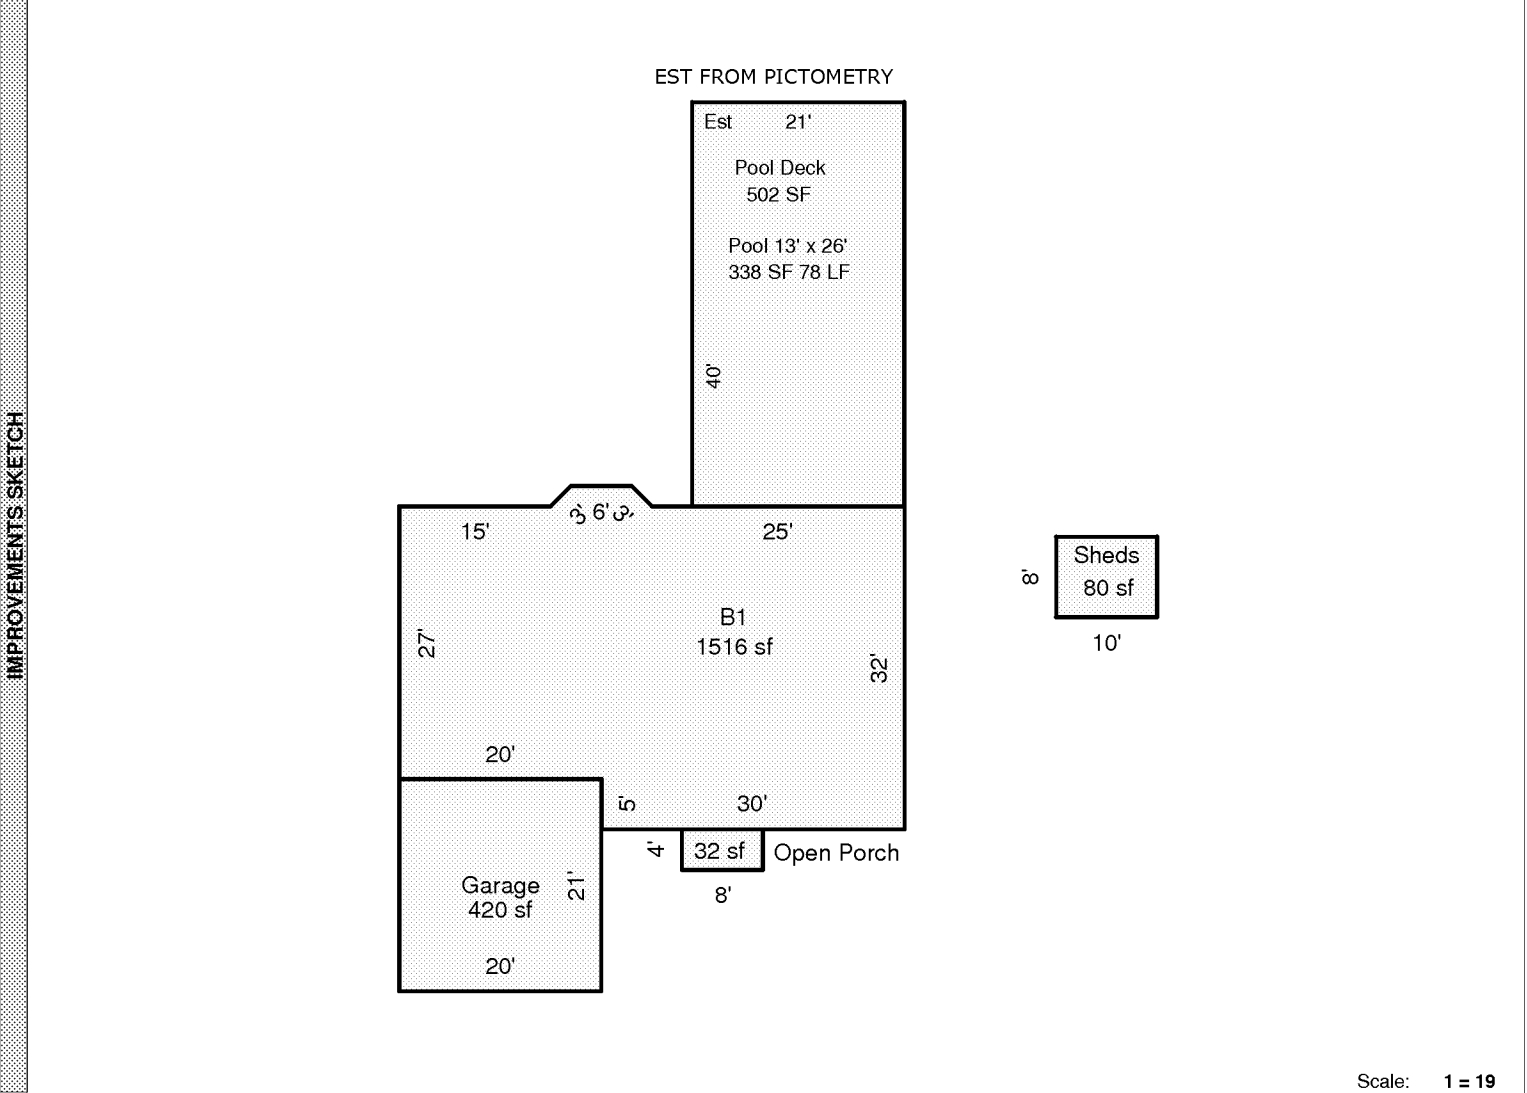 IMPROVEMENTS SKETCH
EST FROM PICTOMETRY
Est 21'
Pool Deck
502 SF
Pool 13' x 26'
338 SF 78 LF
40'
3' 6' 3'
15' 25'
Sheds
80 sf
8'
10'
B1
1516 sf
27'
32'
20'
5' 30'
4' 32 sf Open Porch
8'
Garage
420 sf
21'
20'
Scale: 1 = 19